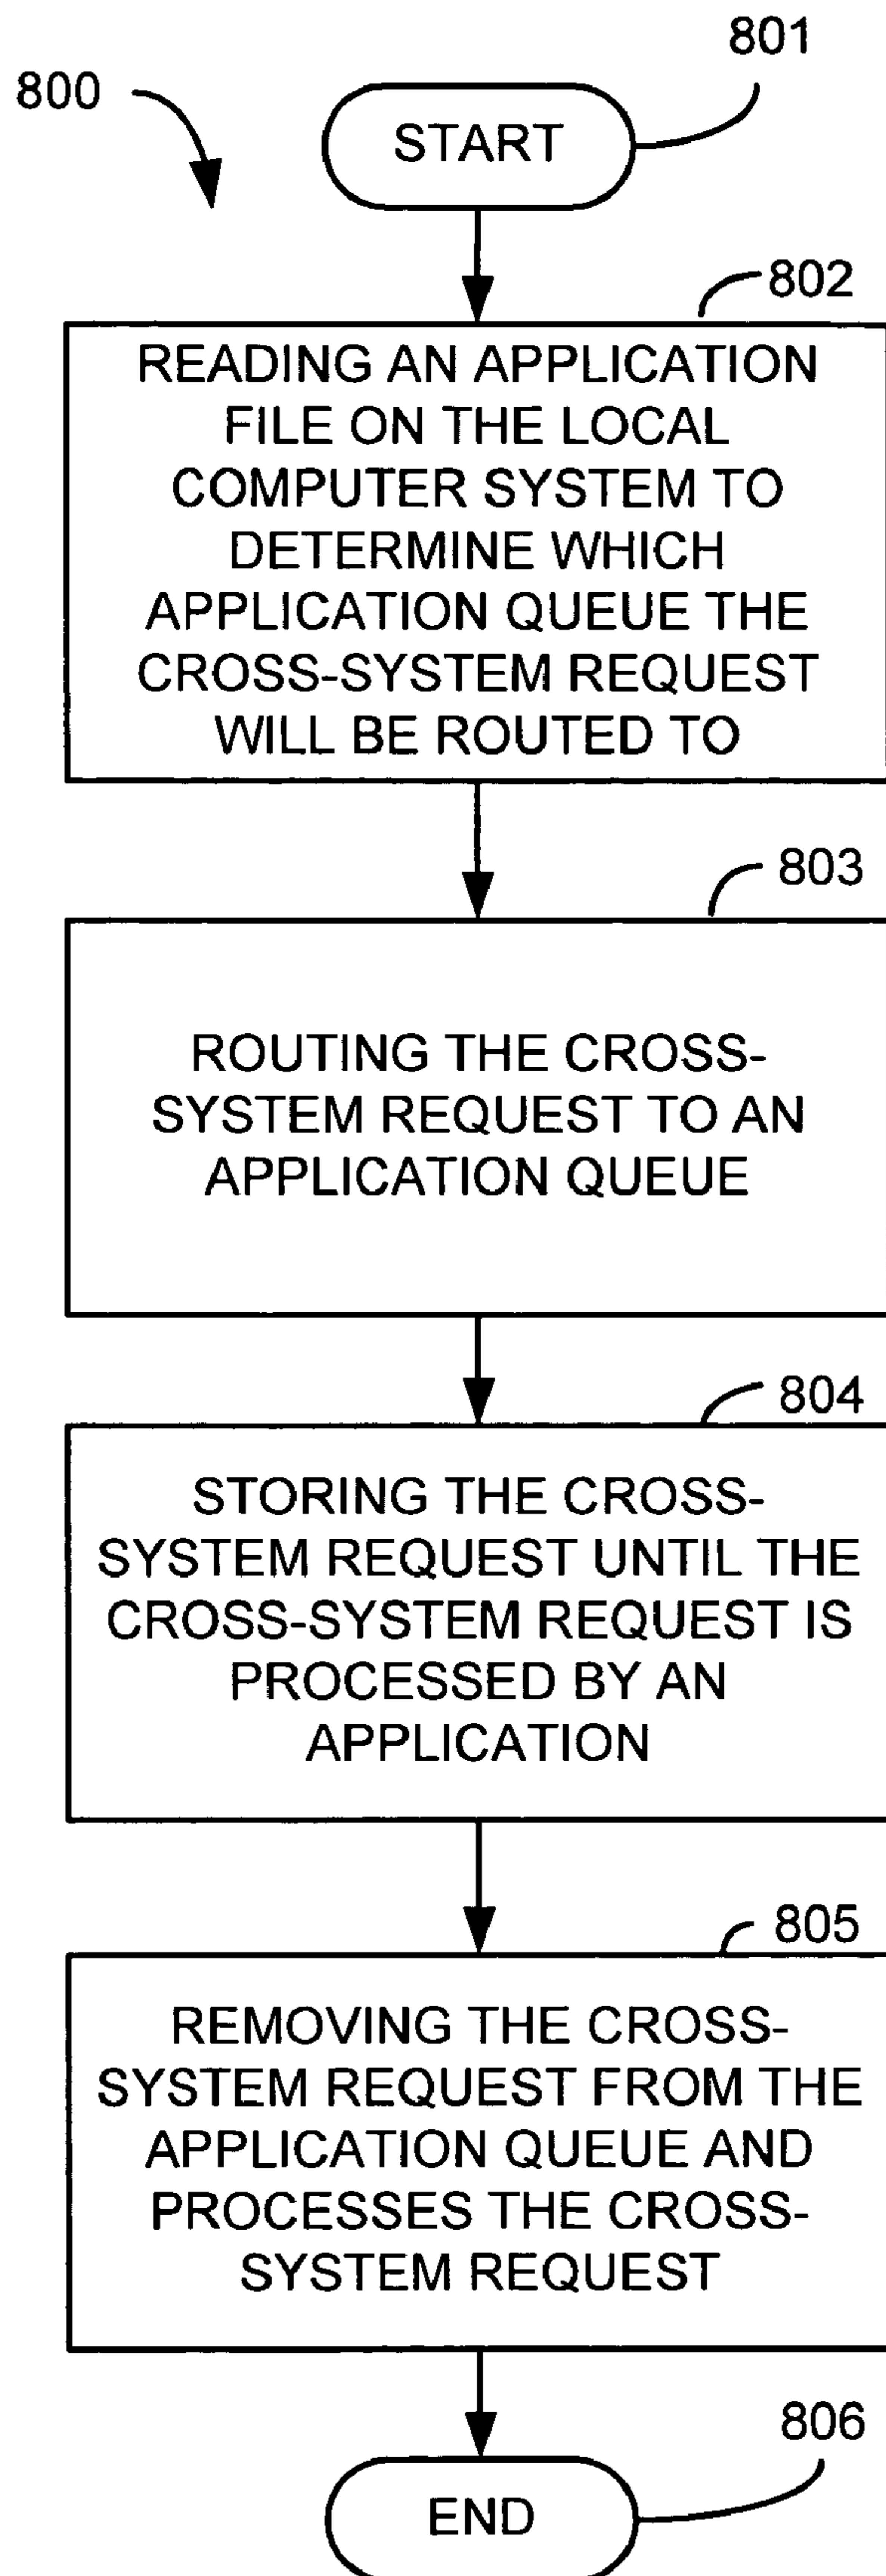 801
800
START
802
READING AN APPLICATION
FILE ON THE LOCAL
COMPUTER SYSTEM TO
DETERMINE WHICH
APPLICATION QUEUE THE
CROSS-SYSTEM REQUEST
WILL BE ROUTED TO
803
ROUTING THE CROSS-
SYSTEM REQUEST TO AN
APPLICATION QUEUE
804
STORING THE CROSS-
SYSTEM REQUEST UNTIL THE
CROSS-SYSTEM REQUEST IS
PROCESSED BY AN
APPLICATION
805
REMOVING THE CROSS-
SYSTEM REQUEST FROM THE
APPLICATION QUEUE AND
PROCESSES THE CROSS-
SYSTEM REQUEST
806
END